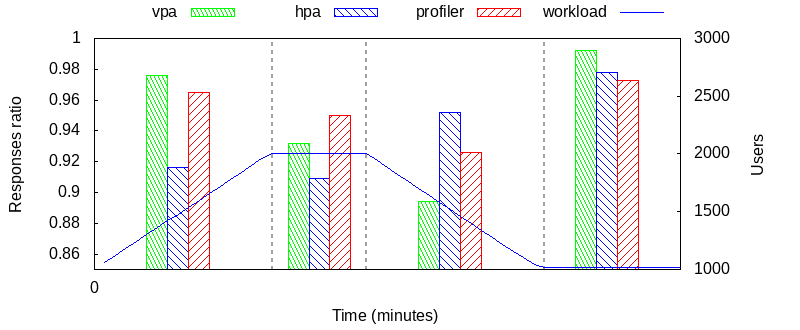 vpa hpa profiler workload
1 3000
0.98
0.96 2500
0.94
0.92 2000
0.9
0.88 1500
0.86
1000
0
Responses ratio
Users
Time (minutes)